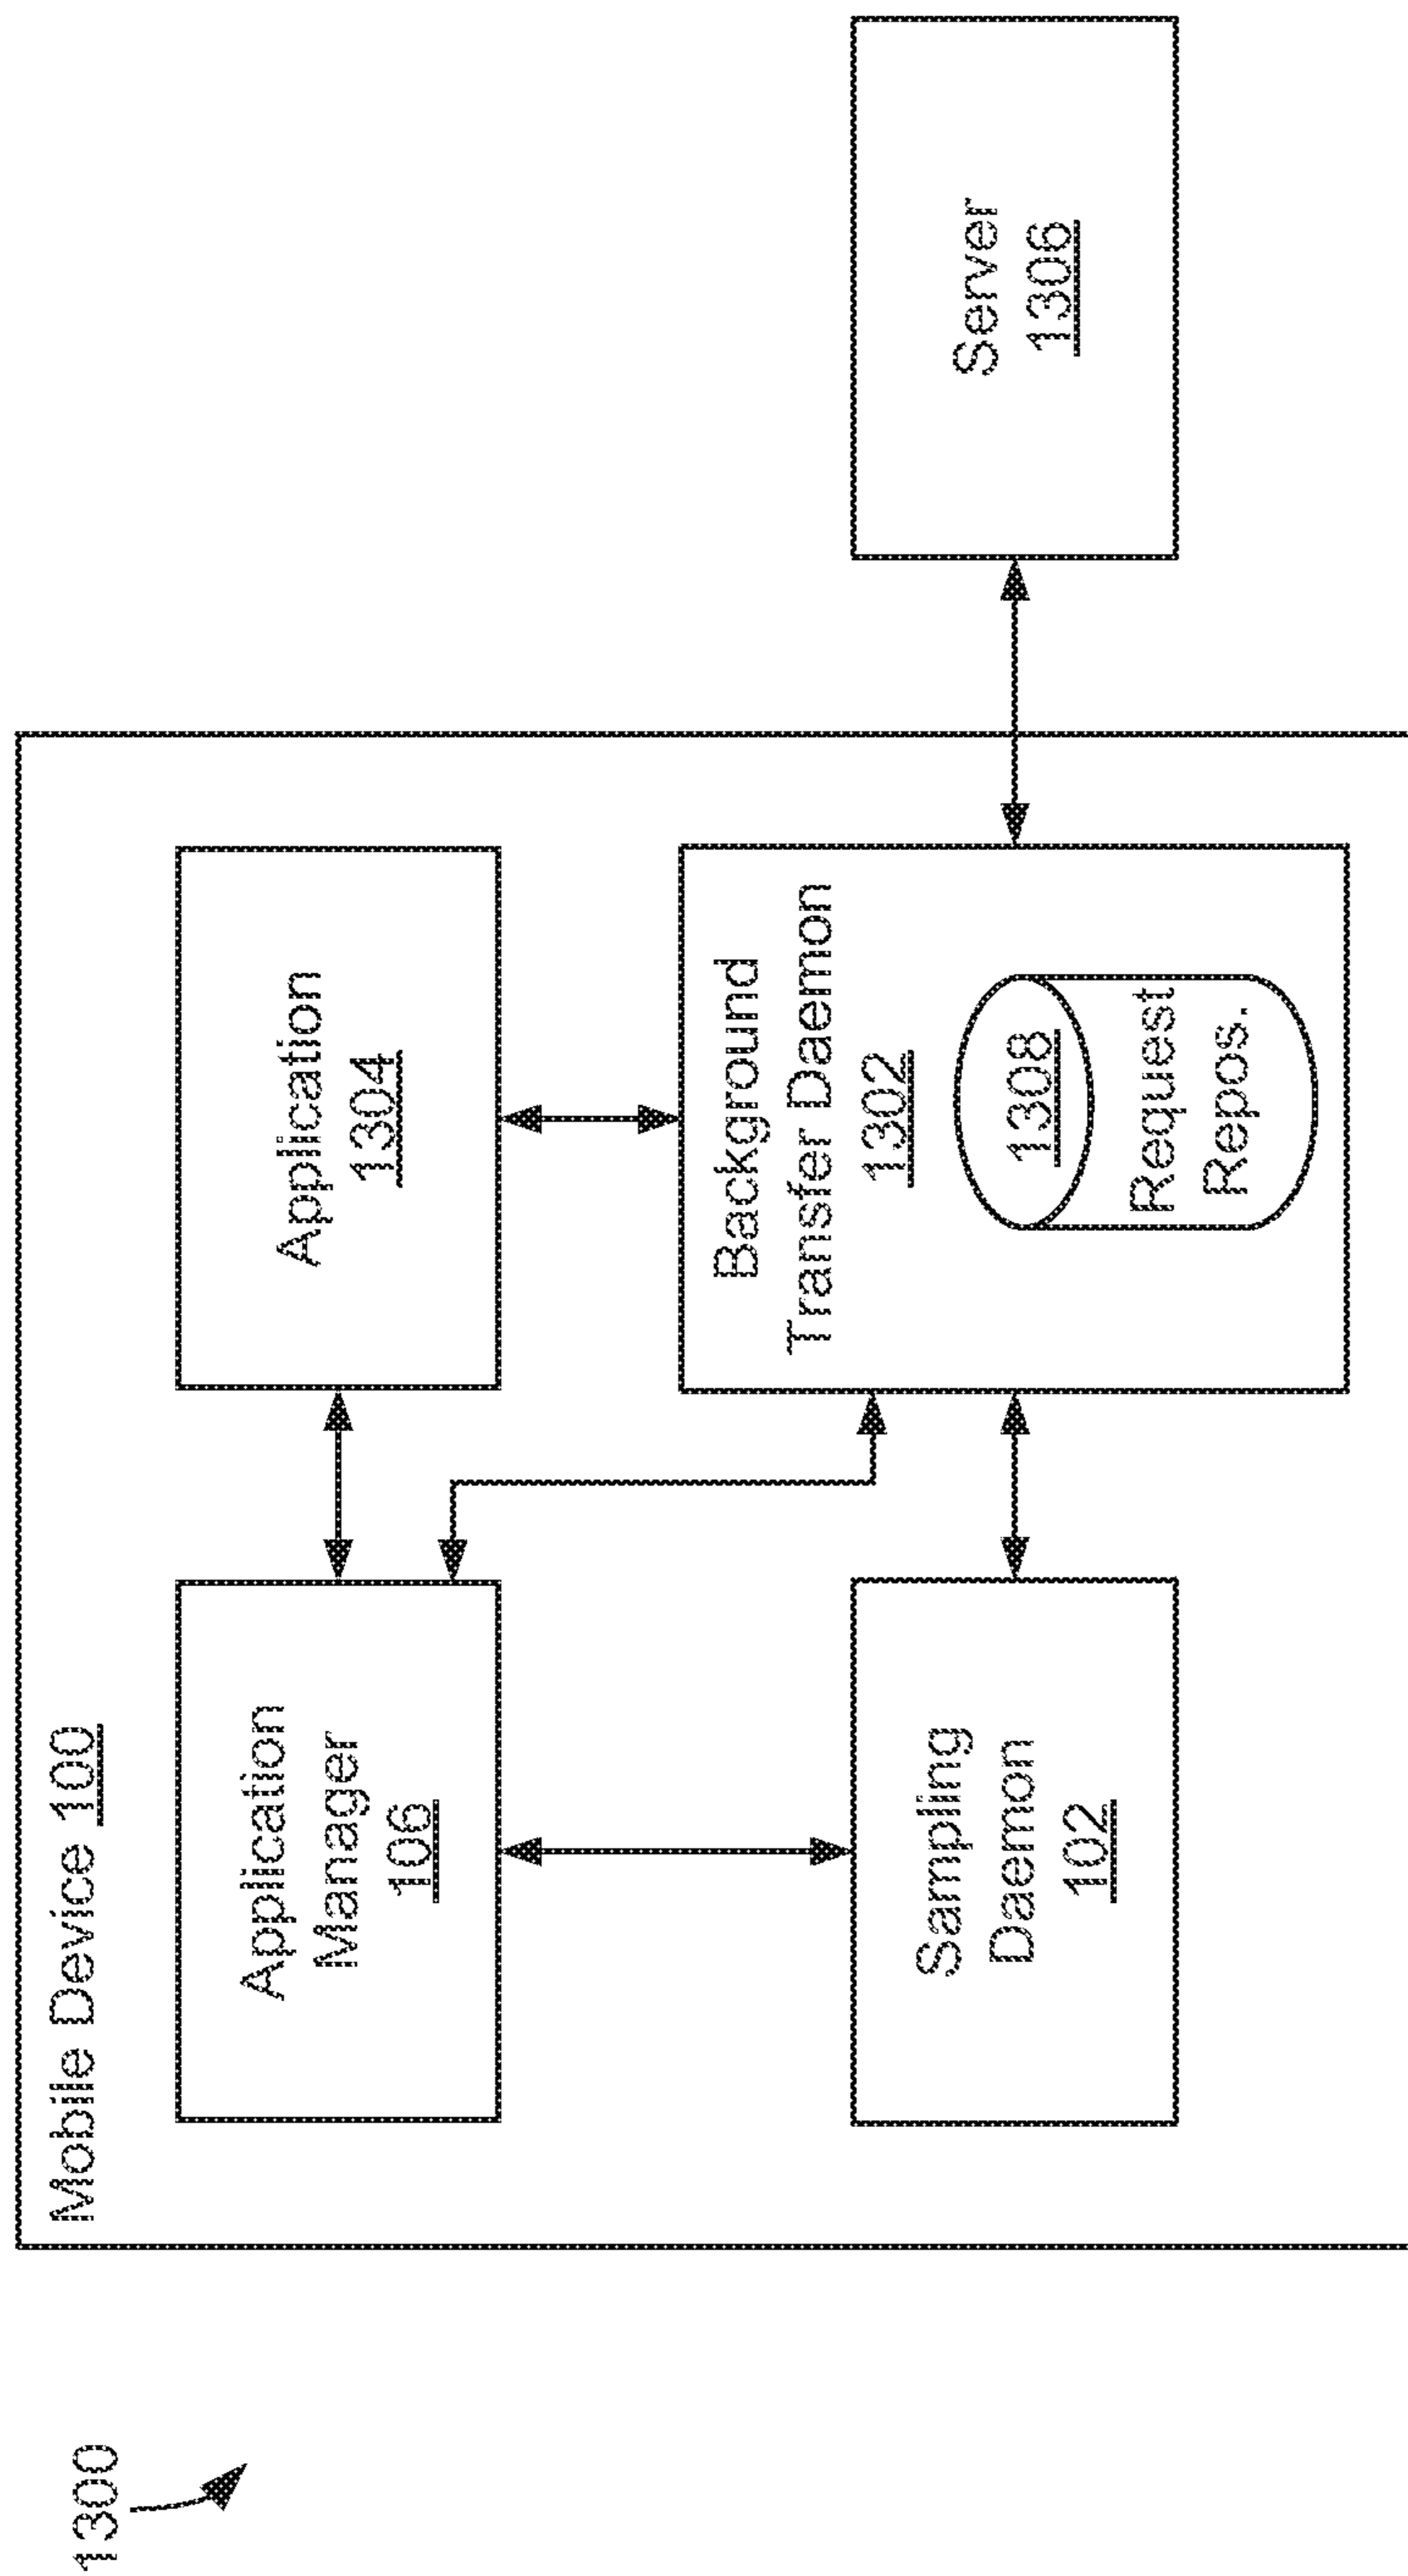 1300
Mobile Device 100
Application
Manager
106
Application
1304
Sampling
Daemon
102
Background
Transfer Daemon
1302
1308
Request
Repos.
Server
1306